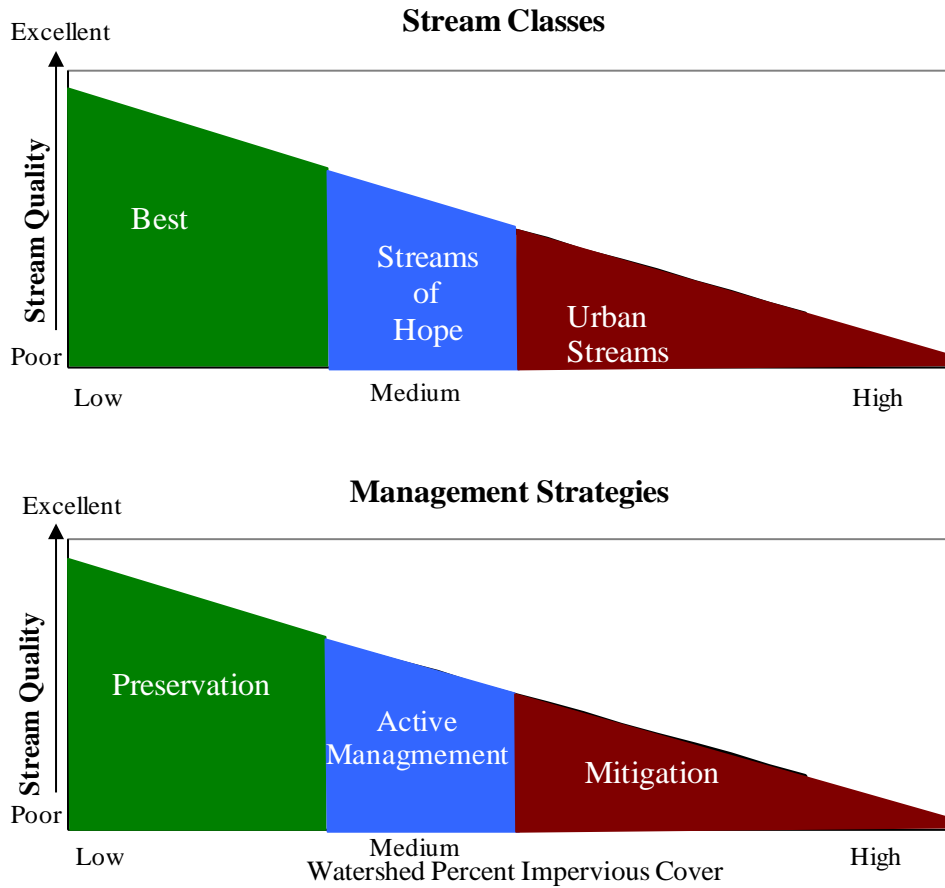 Stream Classes
Excellent
Stream Quality
Best
Streams
of
Hope
Urban
Streams
Poor
Low
Medium
High
Management Strategies
Excellent
Stream Quality
Preservation
Active
Managmement
Mitigation
Poor
Low
Medium
High
Watershed Percent Impervious Cover